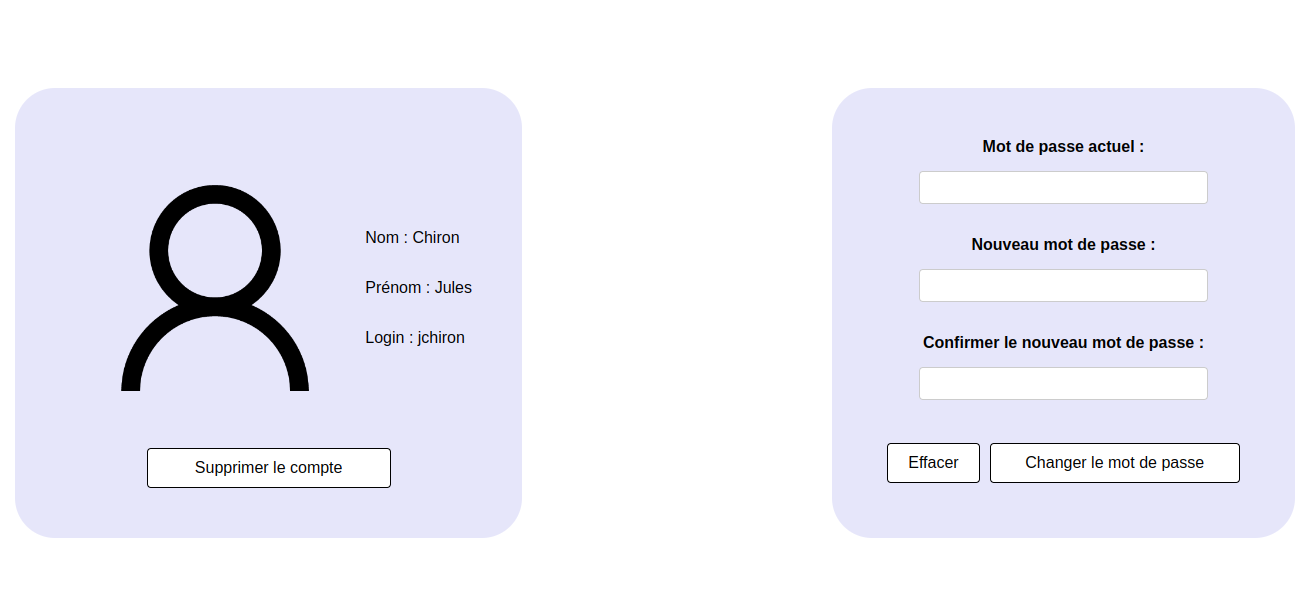 Nom : Chiron
Prénom : Jules
Login : jchiron
Supprimer le compte
Mot de passe actuel :
Nouveau mot de passe :
Confirmer le nouveau mot de passe :
Effacer
Changer le mot de passe